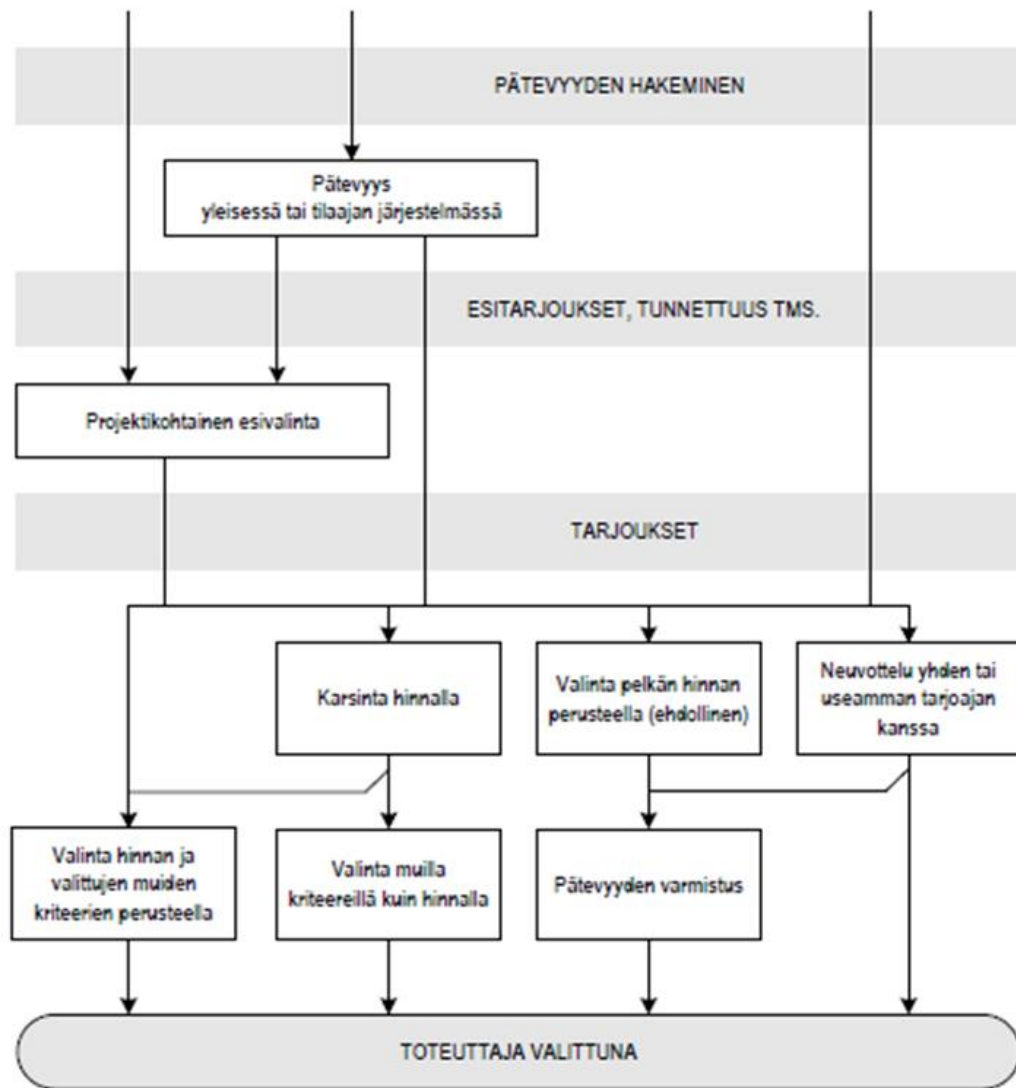 PÄTEVYYDEN HAKEMINEN
Pätevyys
yleisessä tai tilaajan järjestelmässä
ESITARJOUKSET, TUNNETTUUS TMS.
Projektikohtainen esivalinta
TARJOUKSET
Karsinta hinnalla
Valinta pelkän hinnan
perusteella (ehdollinen)
Neuvottelu yhden tai
useamman tarjoajan
kanssa
Valinta hinnan ja
valittujen muiden
kriteerien perusteella
Valinta muilla
kriteereillä kuin hinnalla
Pätevyyden varmistus
TOTEUTTAJA VALITTUNA